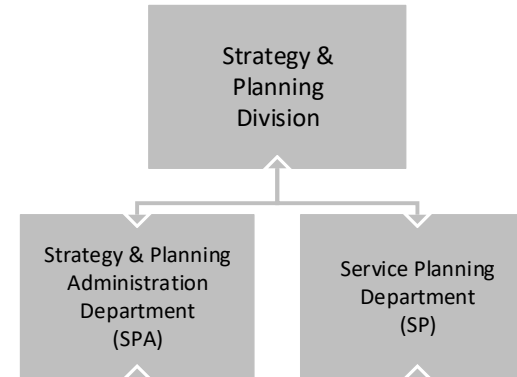 Strategy &
Planning
Division
Strategy & Planning
Administration
Department
(SPA)
Service Planning
Department
(SP)